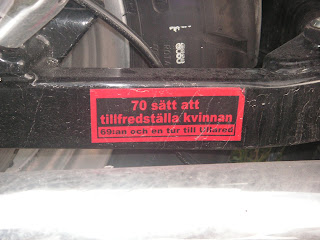 70 sätt att
tillfredställa kvinnan
69:an och en tur till Ullared